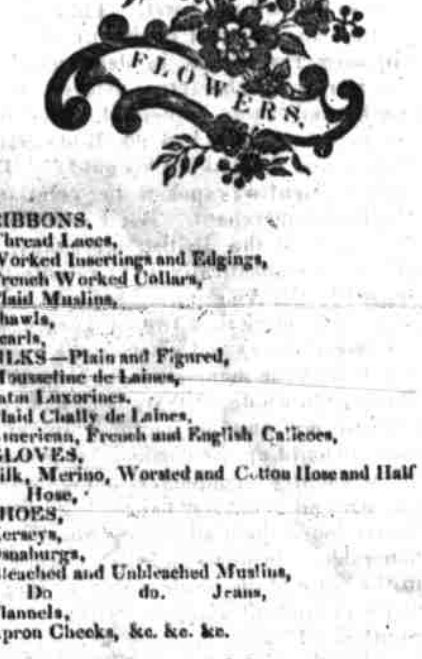 FLOWERS.
IBBONS,
hread Laces,
orked Insertings and Edgings,
rench Worked Collars,
laid Muslins,
hawls,
earls,
ILKS—Plain and Figured,
ousseline de Laines,
atin Luxorines,
laid Chally de Laines,
merican, French and English Calicoes,
LOVES,
ilk, Merino, Worsted and Cotton Hose and Half
Hose,
HOES,
erseys,
snaburgs,
leached and Unbleached Muslins,
Do do. Jeans,
lannels,
pron Checks, &c. &c. &c.